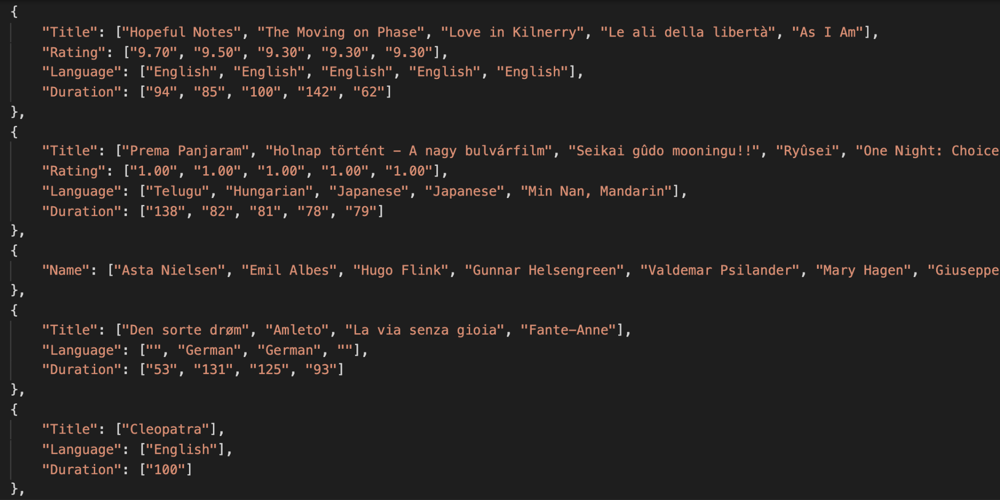 {
"Title": ["Hopeful Notes", "The Moving on Phase", "Love in Kilnerry", "Le ali della libertà", "As I Am"],
"Rating": ["9.70", "9.50", "9.30", "9.30", "9.30"],
"Language": ["English", "English", "English", "English", "English"],
"Duration": ["94", "85", "100", "142", "62"]
},
{
"Title": ["Prema Panjaram", "Holnap történt - A nagy bulvárfilm", "Seikai gûdo mooningu!!", "Ryûsei", "One Night: Choice
"Rating": ["1.00", "1.00", "1.00", "1.00", "1.00"],
"Language": ["Telugu", "Hungarian", "Japanese", "Japanese", "Min Nan, Mandarin"],
"Duration": ["138", "82", "81", "78", "79"]
},
{
"Name": ["Asta Nielsen", "Emil Albes", "Hugo Flink", "Gunnar Helsengreen", "Valdemar Psilander", "Mary Hagen", "Giuseppe
},
{
"Title": ["Den sorte drøm", "Amleto", "La via senza gioia", "Fante-Anne"],
"Language": ["", "German", "German", ""],
"Duration": ["53", "131", "125", "93"]
},
{
"Title": ["Cleopatra"],
"Language": ["English"],
"Duration": ["100"]
},